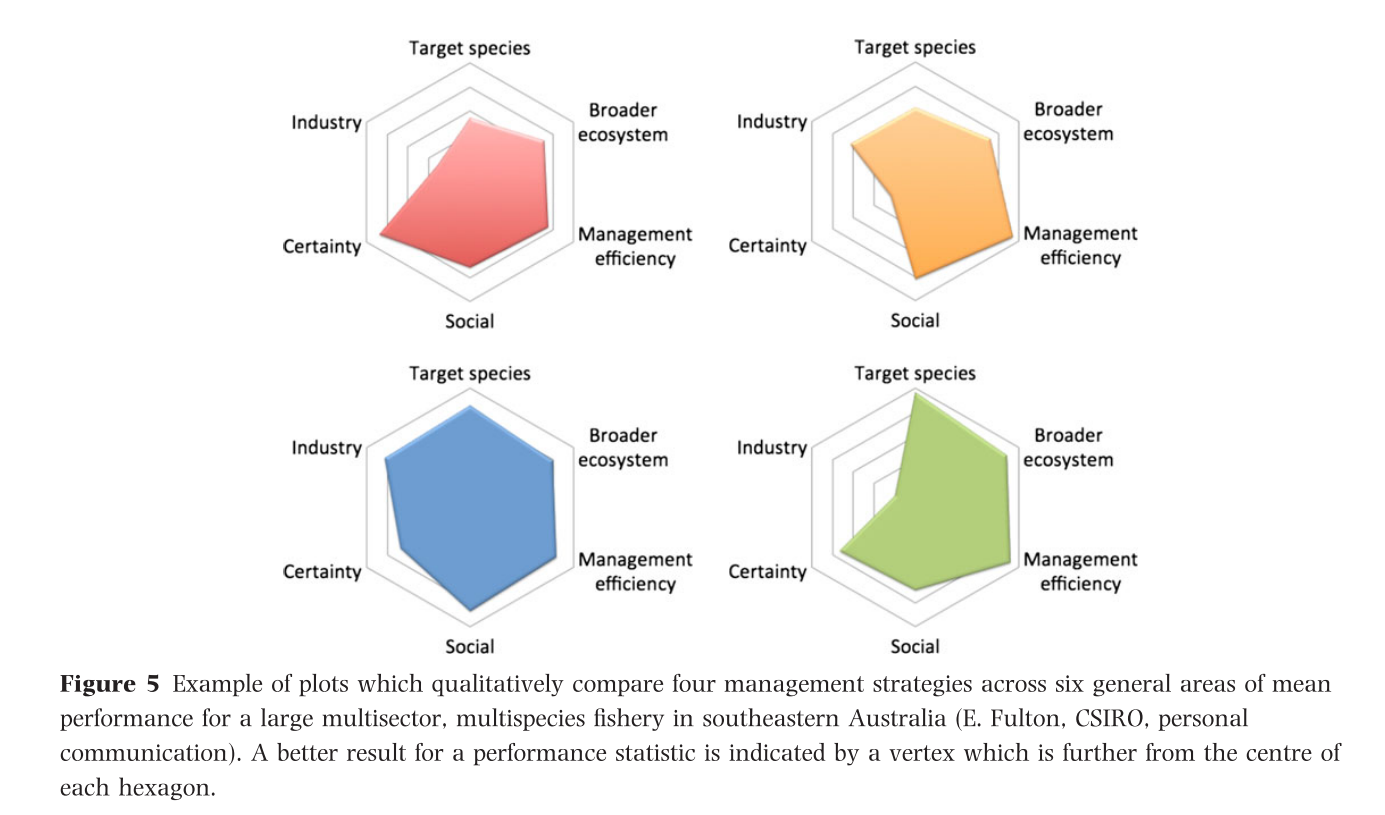 Target species
Broader
ecosystem
Management
efficiency
Social
Certainty
Industry
Target species
Broader
ecosystem
Management
efficiency
Social
Certainty
Industry
Target species
Broader
ecosystem
Management
efficiency
Social
Certainty
Industry
Target species
Broader
ecosystem
Management
efficiency
Social
Certainty
Industry
Figure 5 Example of plots which qualitatively compare four management strategies across six general areas of mean
performance for a large multisector, multispecies fishery in southeastern Australia (E. Fulton, CSIRO, personal
communication). A better result for a performance statistic is indicated by a vertex which is further from the centre of
each hexagon.